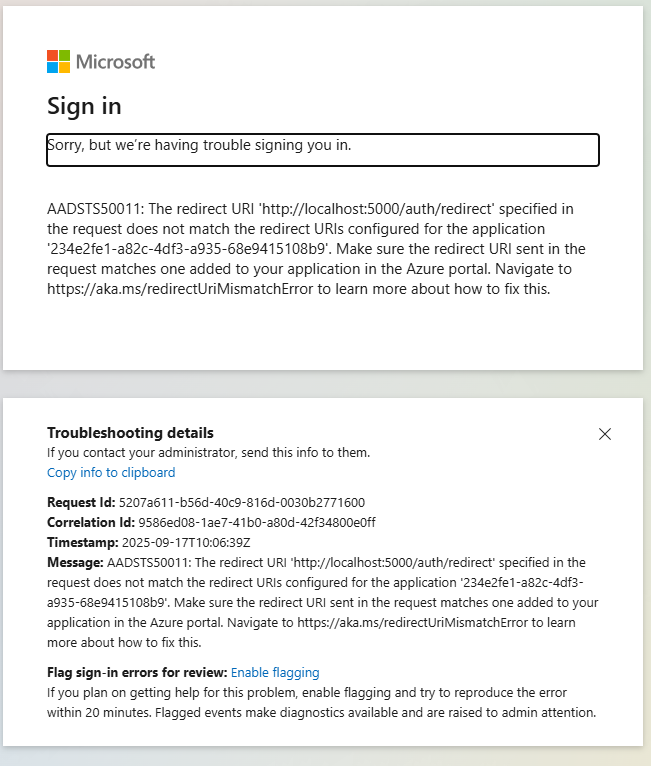 Microsoft
Sign in
Sorry, but we're having trouble signing you in.
AADSTS50011: The redirect URI 'http://localhost:5000/auth/redirect' specified in
the request does not match the redirect URIs configured for the application
'234e2fe1-a82c-4df3-a935-68e9415108b9'. Make sure the redirect URI sent in the
request matches one added to your application in the Azure portal. Navigate to
https://aka.ms/redirectUriMismatchError to learn more about how to fix this.
Troubleshooting details
If you contact your administrator, send this info to them.
Copy info to clipboard
Request Id: 5207a611-b56d-40c9-816d-0030b2771600
Correlation Id: 9586ed08-1ae7-41b0-a80d-42f34800e0ff
Timestamp: 2025-09-17T10:06:39Z
Message: AADSTS50011: The redirect URI 'http://localhost:5000/auth/redirect' specified in the
request does not match the redirect URIs configured for the application '234e2fe1-a82c-4df3-
a935-68e9415108b9'. Make sure the redirect URI sent in the request matches one added to your
application in the Azure portal. Navigate to https://aka.ms/redirectUriMismatchError to learn
more about how to fix this.
Flag sign-in errors for review: Enable flagging
If you plan on getting help for this problem, enable flagging and try to reproduce the error
within 20 minutes. Flagged events make diagnostics available and are raised to admin attention.